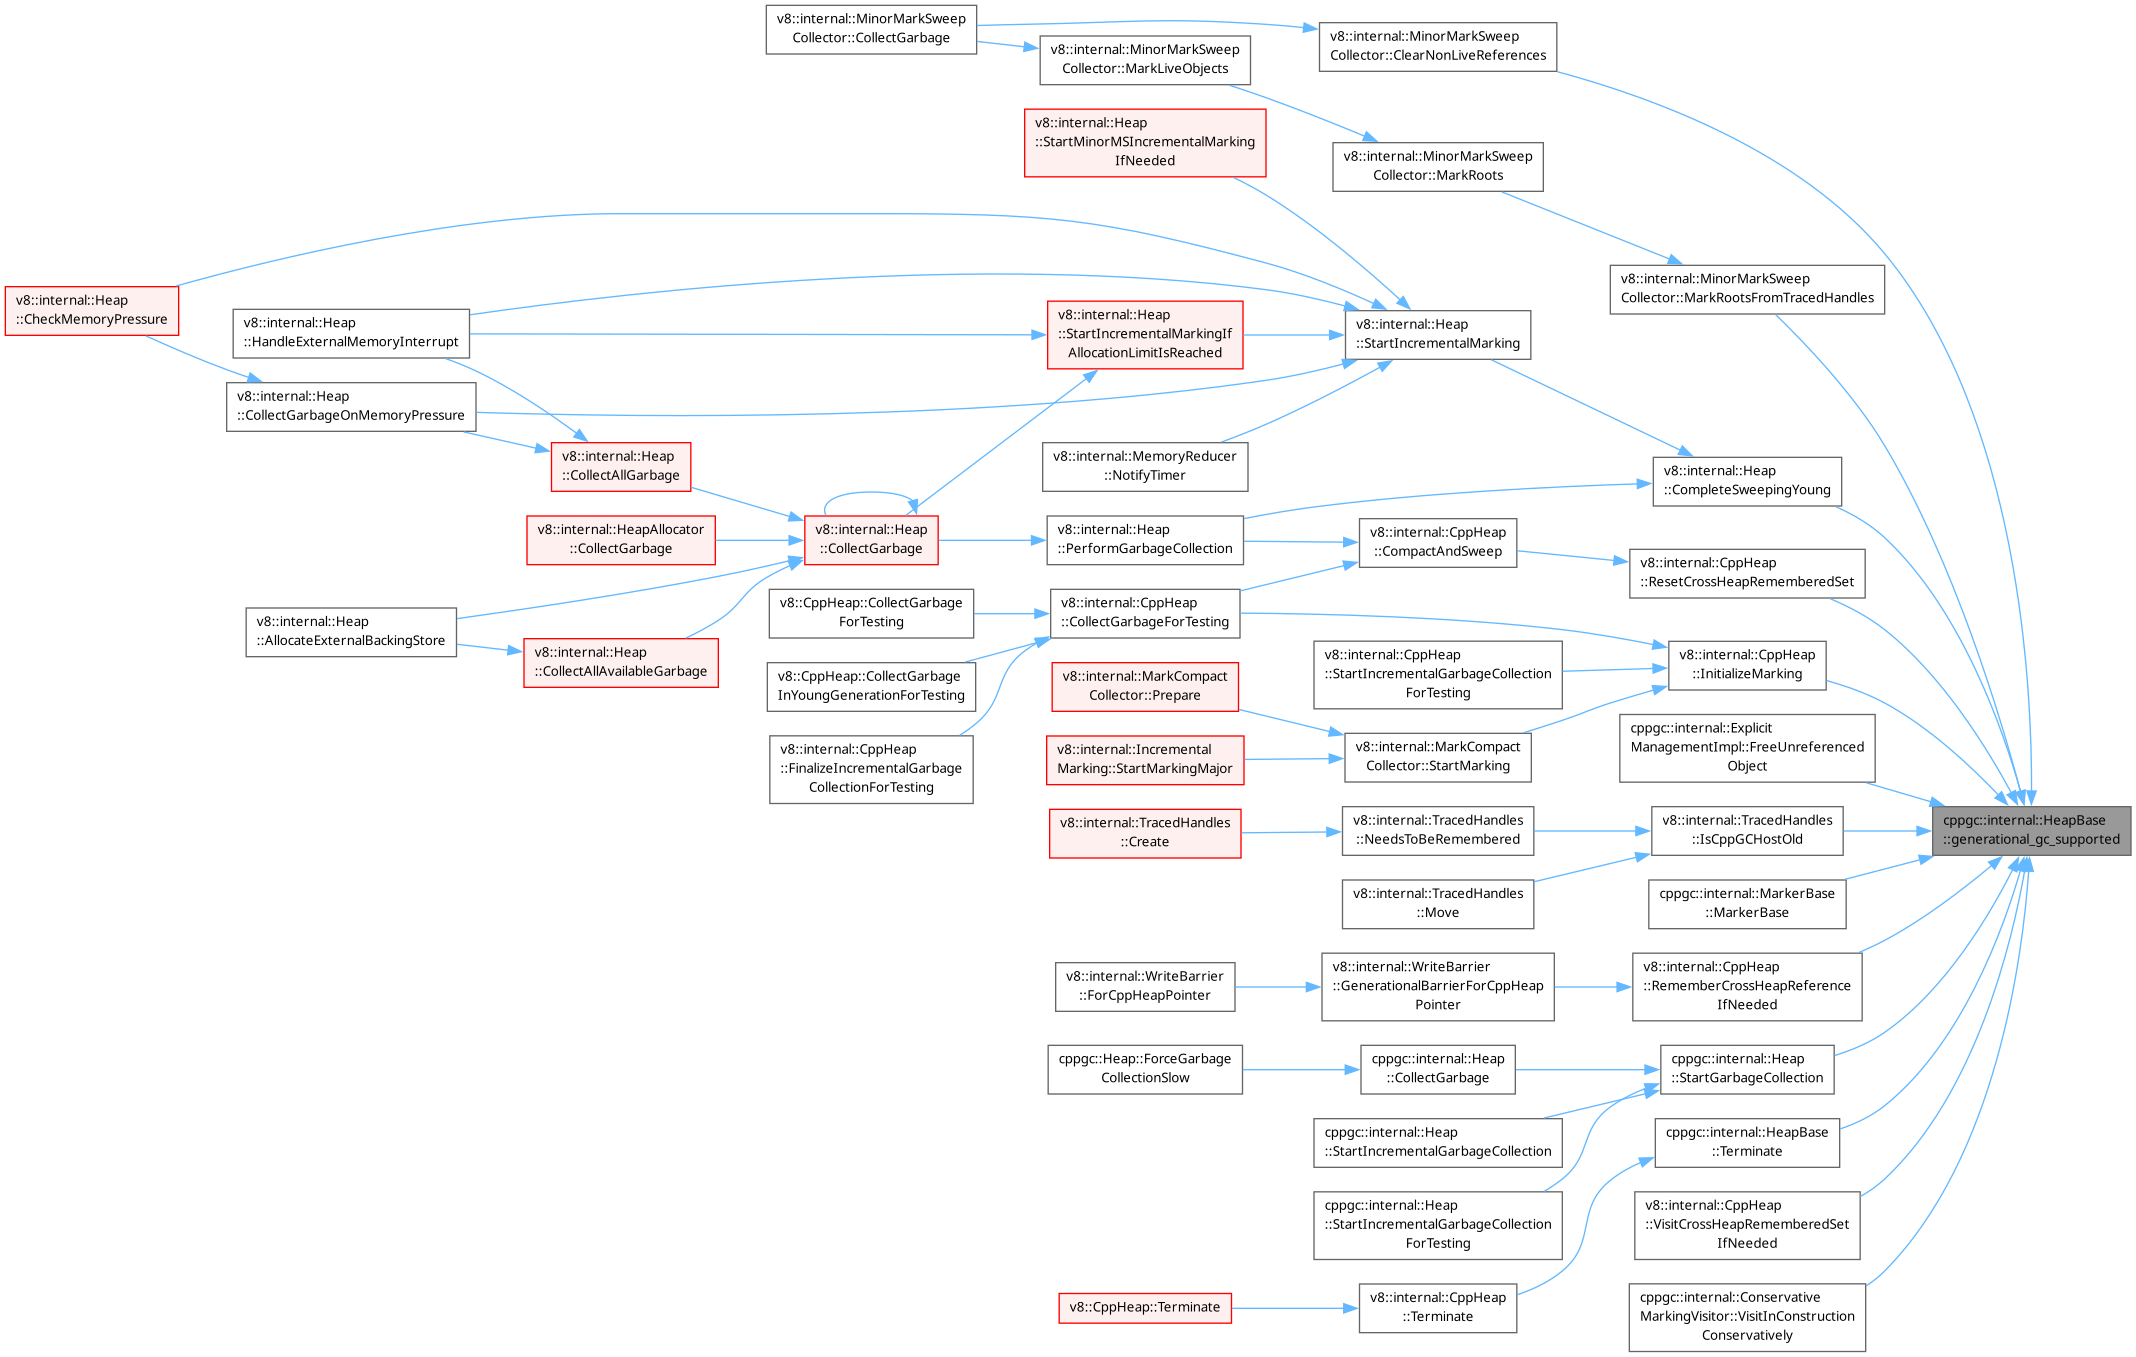 v8::internal::MinorMarkSweep
Collector::CollectGarbage
v8::internal::MinorMarkSweep
Collector::MarkLiveObjects
v8::internal::MinorMarkSweep
Collector::ClearNonLiveReferences
v8::internal::Heap
::StartMinorMSIncrementalMarking
IfNeeded
v8::internal::MinorMarkSweep
Collector::MarkRoots
v8::internal::MinorMarkSweep
Collector::MarkRootsFromTracedHandles
v8::internal::Heap
::CheckMemoryPressure
v8::internal::Heap
::HandleExternalMemoryInterrupt
v8::internal::Heap
::StartIncrementalMarkingIf
AllocationLimitIsReached
v8::internal::Heap
::StartIncrementalMarking
v8::internal::Heap
::CollectGarbageOnMemoryPressure
v8::internal::Heap
::CollectAllGarbage
v8::internal::MemoryReducer
::NotifyTimer
v8::internal::Heap
::CompleteSweepingYoung
v8::internal::HeapAllocator
::CollectGarbage
v8::internal::Heap
::CollectGarbage
v8::internal::Heap
::PerformGarbageCollection
v8::internal::CppHeap
::CompactAndSweep
v8::internal::CppHeap
::ResetCrossHeapRememberedSet
v8::internal::Heap
::AllocateExternalBackingStore
v8::internal::Heap
::CollectAllAvailableGarbage
v8::CppHeap::CollectGarbage
ForTesting
v8::internal::CppHeap
::CollectGarbageForTesting
v8::CppHeap::CollectGarbage
InYoungGenerationForTesting
v8::internal::MarkCompact
Collector::Prepare
v8::internal::CppHeap
::StartIncrementalGarbageCollection
ForTesting
v8::internal::CppHeap
::InitializeMarking
v8::internal::CppHeap
::FinalizeIncrementalGarbage
CollectionForTesting
v8::internal::Incremental
Marking::StartMarkingMajor
v8::internal::MarkCompact
Collector::StartMarking
cppgc::internal::Explicit
ManagementImpl::FreeUnreferenced
Object
v8::internal::TracedHandles
::Create
v8::internal::TracedHandles
::NeedsToBeRemembered
v8::internal::TracedHandles
::IsCppGCHostOld
cppgc::internal::HeapBase
::generational_gc_supported
v8::internal::TracedHandles
::Move
cppgc::internal::MarkerBase
::MarkerBase
v8::internal::WriteBarrier
::ForCppHeapPointer
v8::internal::WriteBarrier
::GenerationalBarrierForCppHeap
Pointer
v8::internal::CppHeap
::RememberCrossHeapReference
IfNeeded
cppgc::Heap::ForceGarbage
CollectionSlow
cppgc::internal::Heap
::CollectGarbage
cppgc::internal::Heap
::StartGarbageCollection
cppgc::internal::Heap
::StartIncrementalGarbageCollection
cppgc::internal::HeapBase
::Terminate
cppgc::internal::Heap
::StartIncrementalGarbageCollection
ForTesting
v8::internal::CppHeap
::VisitCrossHeapRememberedSet
IfNeeded
v8::CppHeap::Terminate
v8::internal::CppHeap
::Terminate
cppgc::internal::Conservative
MarkingVisitor::VisitInConstruction
Conservatively